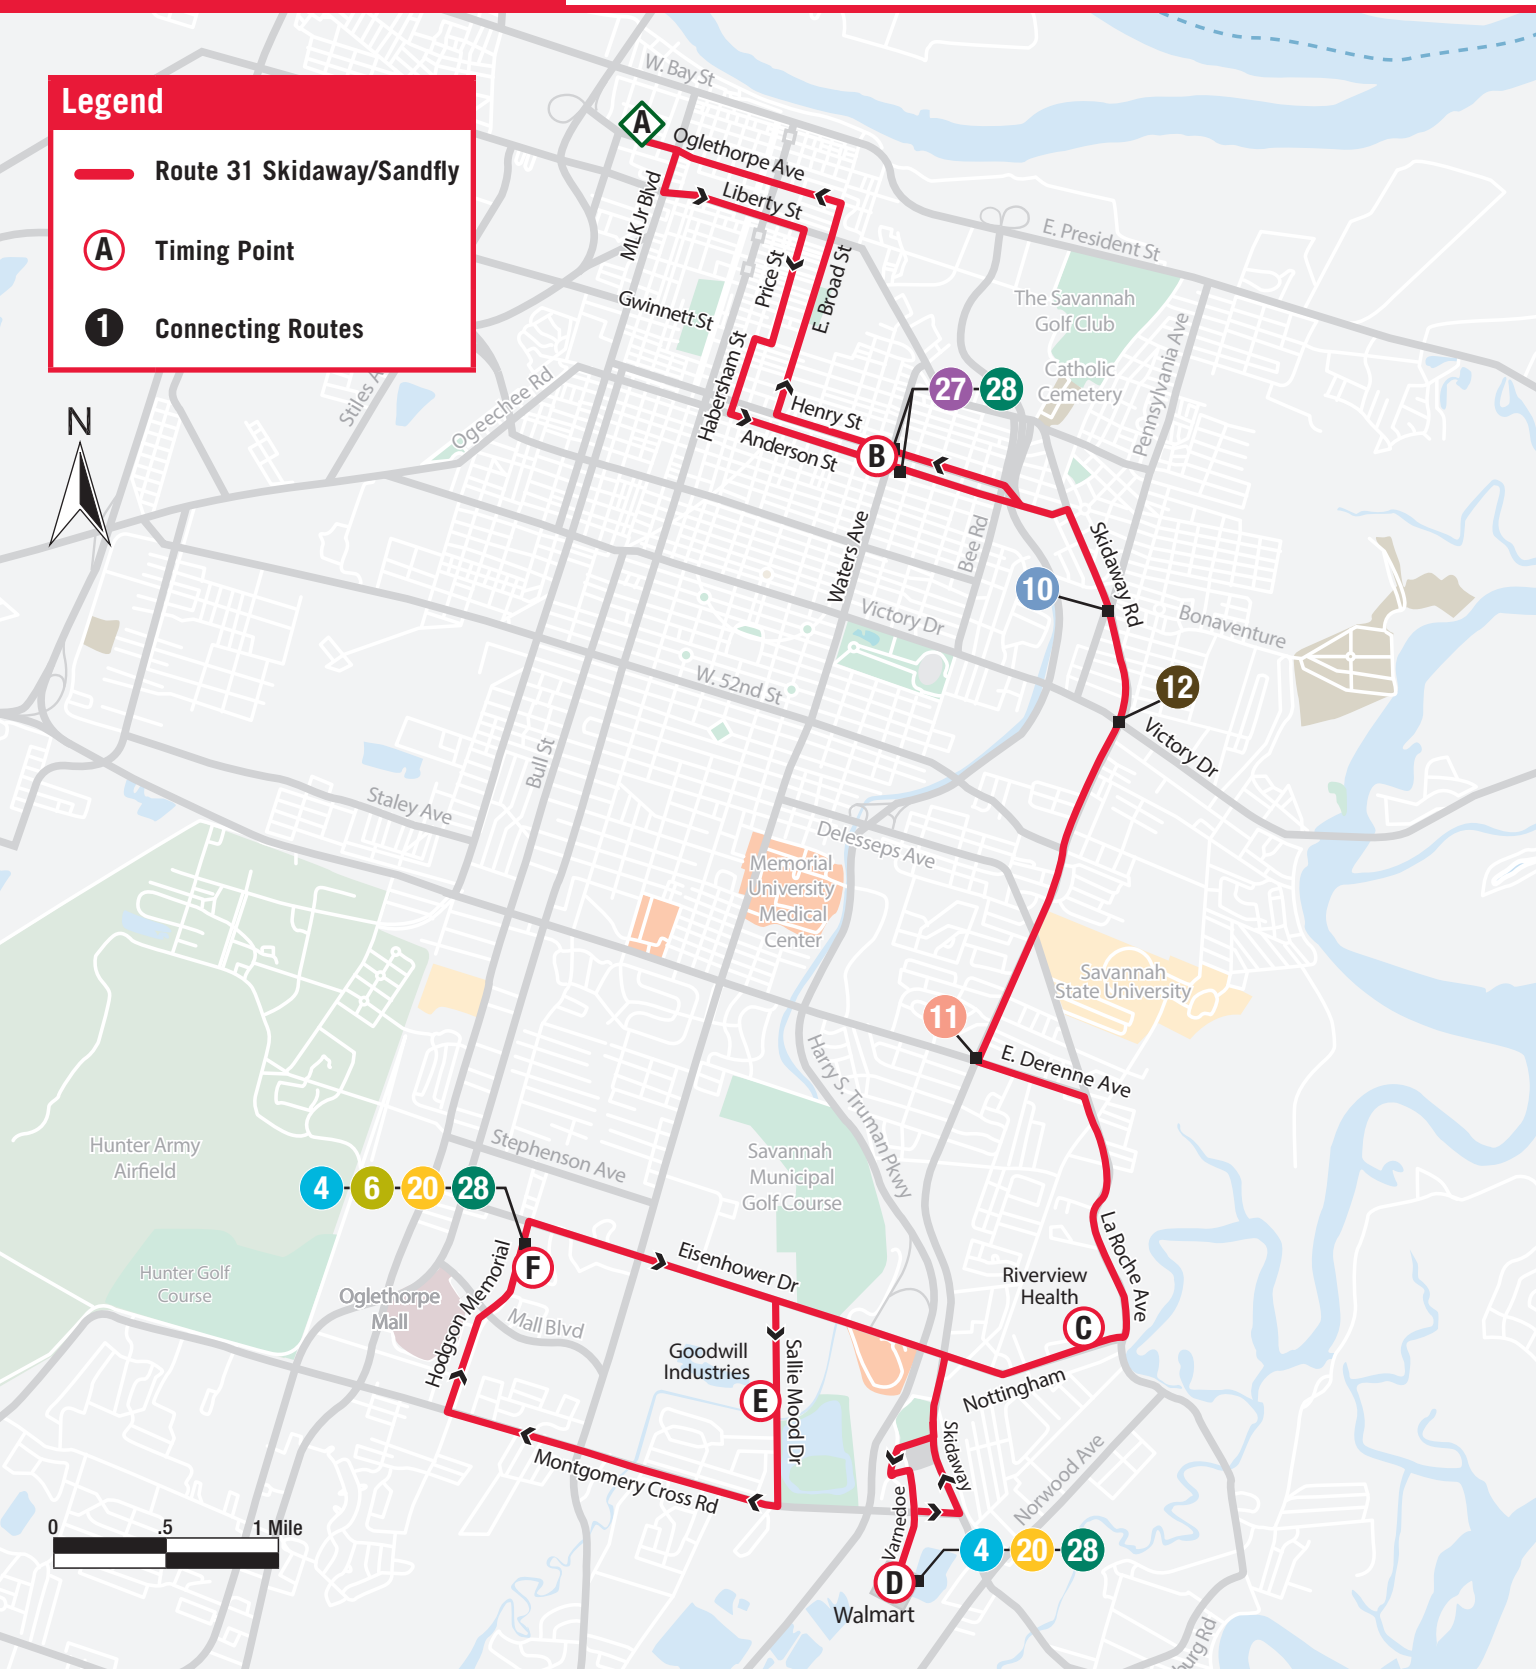 Legend
Route 31 Skidaway/Sandfly
A
Timing Point
1
Connecting Routes
N
W. Bay St
A
Oglethorpe Ave
Liberty St
MLK Jr Blvd
E. President St
Price St
E. Broad St
Gwinnett St
The Savannah
Golf Club
Pennsylvania Ave
Habersham St
Catholic
Cemetery
27
28
Stiles A
Ogeechee Rd
Henry St
Anderson St
B
Waters Ave
Bee Rd
Skidaway Rd
10
Victory Dr
Bonaventure
W. 52nd St
12
Victory Dr
Bull St
Staley Ave
Delesseps Ave
Memorial
University
Medical
Center
Savannah
State University
11
E. Derenne Ave
Harry S. Truman Pkwy
Hunter Army
Airfield
Stephenson Ave
Savannah
Municipal
Golf Course
4
6
20
28
La Roche Ave
Eisenhower Dr
F
Hodgson Memorial
Hunter Golf
Course
Oglethorpe
Mall
Mall Blvd
Riverview
Health
C
Goodwill
Industries
E
Sallie Mood Dr
Nottingham
Skidaway
Montgomery Cross Rd
Norwood Ave
Varnedoe
0
.5
1 Mile
4
20
28
D
Walmart
burg Rd